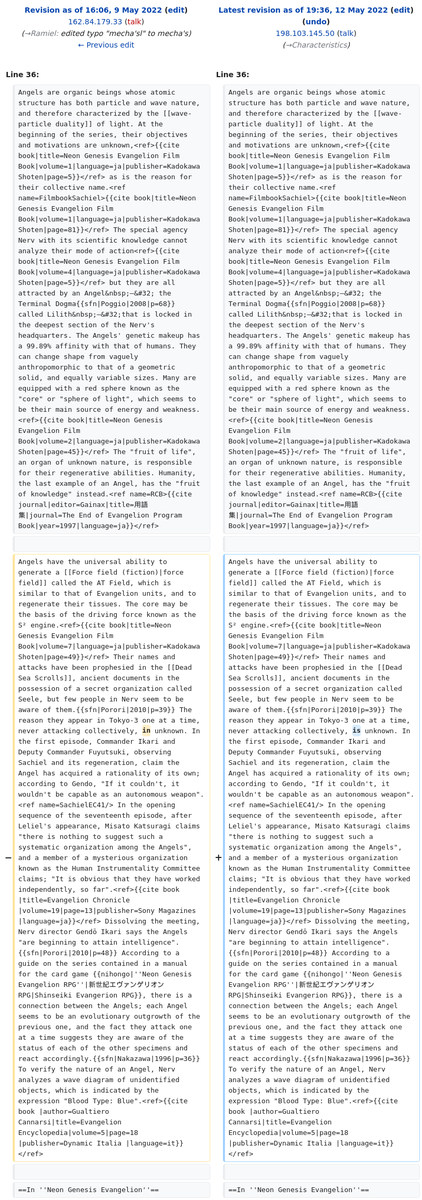 Revision as of 16:06, 9 May 2022 (edit)
162.84.179.33 (talk)
(→Ramiel: edited typo "mecha'sl" to mecha's)
← Previous edit
Latest revision as of 19:36, 12 May 2022 (edit)
(undo)
198.103.145.50 (talk)
(→Characteristics)
Line 36:
Angels are organic beings whose atomic
structure has both particle and wave nature,
and therefore characterized by the [[wave-
particle duality]] of light. At the
beginning of the series, their objectives
and motivations are unknown,<ref>{{cite
book|title=Neon Genesis Evangelion Film
Book|volume=1|language=ja|publisher=Kadokawa
Shoten|page=5}}</ref> as is the reason for
their collective name.<ref
name=FilmbookSachiel>{{cite book|title=Neon
Genesis Evangelion Film
Book|volume=1|language=ja|publisher=Kadokawa
Shoten|page=81}}</ref> The special agency
Nerv with its scientific knowledge cannot
analyze their mode of action<ref>{{cite
book|title=Neon Genesis Evangelion Film
Book|volume=4|language=ja|publisher=Kadokawa
Shoten|page=5}}</ref> but they are all
attracted by an Angel&nbsp;–&#32; the
Terminal Dogma{{sfn|Poggio|2008|p=68}}
called Lilith&nbsp;–&#32;that is locked in
the deepest section of the Nerv's
headquarters. The Angels' genetic makeup has
a 99.89% affinity with that of humans. They
can change shape from vaguely
anthropomorphic to that of a geometric
solid, and equally variable sizes. Many are
equipped with a red sphere known as the
"core" or "sphere of light", which seems to
be their main source of energy and weakness.
<ref>{{cite book|title=Neon Genesis
Evangelion Film
Book|volume=2|language=ja|publisher=Kadokawa
Shoten|page=45}}</ref> The "fruit of life",
an organ of unknown nature, is responsible
for their regenerative abilities. Humanity,
the last example of an Angel, has the "fruit
of knowledge" instead.<ref name=RCB>{{cite
journal|editor=Gainax|title=用語
集|journal=The End of Evangelion Program
Book|year=1997|language=ja}}</ref>
Angels have the universal ability to
generate a [[Force field (fiction)|force
field]] called the AT Field, which is
similar to that of Evangelion units, and to
regenerate their tissues. The core may be
the basis of the driving force known as the
S² engine.<ref>{{cite book|title=Neon
Genesis Evangelion Film
Book|volume=7|language=ja|publisher=Kadokawa
Shoten|page=49}}</ref> Their names and
attacks have been prophesied in the [[Dead
Sea Scrolls]], ancient documents in the
possession of a secret organization called
Seele, but few people in Nerv seem to be
aware of them.{{sfn|Porori|2010|p=39}} The
reason they appear in Tokyo-3 one at a time,
never attacking collectively, in unknown. In
the first episode, Commander Ikari and
Deputy Commander Fuyutsuki, observing
Sachiel and its regeneration, claim the
Angel has acquired a rationality of its own;
according to Gendo, "If it couldn't, it
wouldn't be capable as an autonomous weapon".
<ref name=SachielEC41/> In the opening
sequence of the seventeenth episode, after
Leliel's appearance, Misato Katsuragi claims
"there is nothing to suggest such a
systematic organization among the Angels",
− and a member of a mysterious organization
known as the Human Instrumentality Committee
claims; "It is obvious that they have worked
independently, so far".<ref>{{cite book
|title=Evangelion Chronicle
|volume=19|page=13|publisher=Sony Magazines
|language=ja}}</ref> Dissolving the meeting,
Nerv director Gendō Ikari says the Angels
"are beginning to attain intelligence".
{{sfn|Porori|2010|p=48}} According to a
guide on the series contained in a manual
for the card game {{nihongo|''Neon Genesis
Evangelion RPG''|新世紀エヴァンゲリオン
RPG|Shinseiki Evangerion RPG}}, there is a
connection between the Angels; each Angel
seems to be an evolutionary outgrowth of the
previous one, and the fact they attack one
at a time suggests they are aware of the
status of each of the other specimens and
react accordingly.{{sfn|Nakazawa|1996|p=36}}
To verify the nature of an Angel, Nerv
analyzes a wave diagram of unidentified
objects, which is indicated by the
expression "Blood Type: Blue".<ref>{{cite
book |author=Gualtiero
Cannarsi|title=Evangelion
Encyclopedia|volume=5|page=18
|publisher=Dynamic Italia |language=it}}
</ref>
==In ''Neon Genesis Evangelion''==
Line 36:
Angels are organic beings whose atomic
structure has both particle and wave nature,
and therefore characterized by the [[wave-
particle duality]] of light. At the
beginning of the series, their objectives
and motivations are unknown,<ref>{{cite
book|title=Neon Genesis Evangelion Film
Book|volume=1|language=ja|publisher=Kadokawa
Shoten|page=5}}</ref> as is the reason for
their collective name.<ref
name=FilmbookSachiel>{{cite book|title=Neon
Genesis Evangelion Film
Book|volume=1|language=ja|publisher=Kadokawa
Shoten|page=81}}</ref> The special agency
Nerv with its scientific knowledge cannot
analyze their mode of action<ref>{{cite
book|title=Neon Genesis Evangelion Film
Book|volume=4|language=ja|publisher=Kadokawa
Shoten|page=5}}</ref> but they are all
attracted by an Angel&nbsp;–&#32; the
Terminal Dogma{{sfn|Poggio|2008|p=68}}
called Lilith&nbsp;–&#32;that is locked in
the deepest section of the Nerv's
headquarters. The Angels' genetic makeup has
a 99.89% affinity with that of humans. They
can change shape from vaguely
anthropomorphic to that of a geometric
solid, and equally variable sizes. Many are
equipped with a red sphere known as the
"core" or "sphere of light", which seems to
be their main source of energy and weakness.
<ref>{{cite book|title=Neon Genesis
Evangelion Film
Book|volume=2|language=ja|publisher=Kadokawa
Shoten|page=45}}</ref> The "fruit of life",
an organ of unknown nature, is responsible
for their regenerative abilities. Humanity,
the last example of an Angel, has the "fruit
of knowledge" instead.<ref name=RCB>{{cite
journal|editor=Gainax|title=用語
集|journal=The End of Evangelion Program
Book|year=1997|language=ja}}</ref>
Angels have the universal ability to
generate a [[Force field (fiction)|force
field]] called the AT Field, which is
similar to that of Evangelion units, and to
regenerate their tissues. The core may be
the basis of the driving force known as the
S² engine.<ref>{{cite book|title=Neon
Genesis Evangelion Film
Book|volume=7|language=ja|publisher=Kadokawa
Shoten|page=49}}</ref> Their names and
attacks have been prophesied in the [[Dead
Sea Scrolls]], ancient documents in the
possession of a secret organization called
Seele, but few people in Nerv seem to be
aware of them.{{sfn|Porori|2010|p=39}} The
reason they appear in Tokyo-3 one at a time,
never attacking collectively, is unknown. In
the first episode, Commander Ikari and
Deputy Commander Fuyutsuki, observing
Sachiel and its regeneration, claim the
Angel has acquired a rationality of its own;
according to Gendo, "If it couldn't, it
wouldn't be capable as an autonomous weapon".
<ref name=SachielEC41/> In the opening
sequence of the seventeenth episode, after
Leliel's appearance, Misato Katsuragi claims
"there is nothing to suggest such a
systematic organization among the Angels",
+ and a member of a mysterious organization
known as the Human Instrumentality Committee
claims; "It is obvious that they have worked
independently, so far".<ref>{{cite book
|title=Evangelion Chronicle
|volume=19|page=13|publisher=Sony Magazines
|language=ja}}</ref> Dissolving the meeting,
Nerv director Gendō Ikari says the Angels
"are beginning to attain intelligence".
{{sfn|Porori|2010|p=48}} According to a
guide on the series contained in a manual
for the card game {{nihongo|''Neon Genesis
Evangelion RPG''|新世紀エヴァンゲリオン
RPG|Shinseiki Evangerion RPG}}, there is a
connection between the Angels; each Angel
seems to be an evolutionary outgrowth of the
previous one, and the fact they attack one
at a time suggests they are aware of the
status of each of the other specimens and
react accordingly.{{sfn|Nakazawa|1996|p=36}}
To verify the nature of an Angel, Nerv
analyzes a wave diagram of unidentified
objects, which is indicated by the
expression "Blood Type: Blue".<ref>{{cite
book |author=Gualtiero
Cannarsi|title=Evangelion
Encyclopedia|volume=5|page=18
|publisher=Dynamic Italia |language=it}}
</ref>
==In ''Neon Genesis Evangelion''==